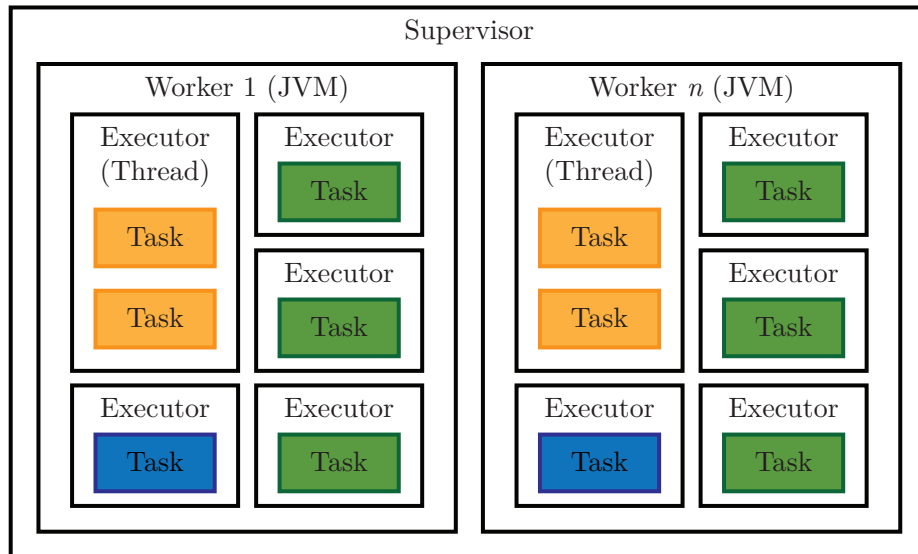 Supervisor
Worker 1 (JVM)
Executor
(Thread)
Task
Task
Executor
Task
Executor
Task
Executor
Task
Executor
Task
Worker n (JVM)
Executor
(Thread)
Task
Task
Executor
Task
Executor
Task
Executor
Task
Executor
Task